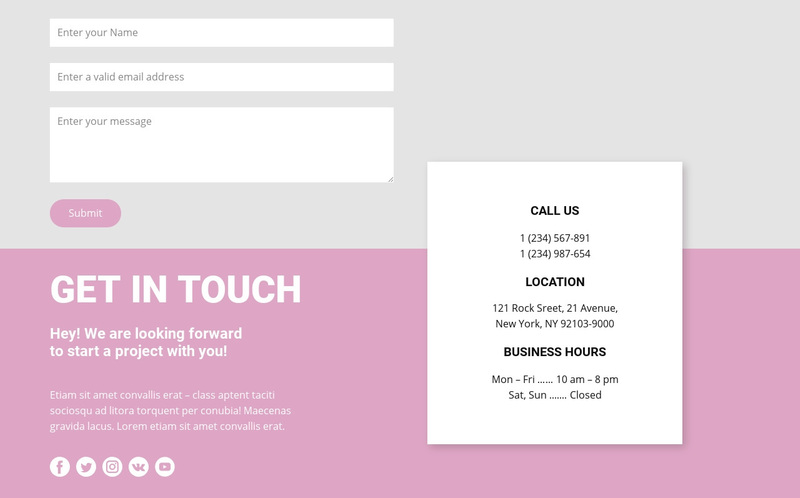 Enter your Name
Enter a valid email address
Enter your message
Submit
GET IN TOUCH
Hey! We are looking forward
to start a project with you!
Etiam sit amet convallis erat – class aptent taciti
sociosqu ad litora torquent per conubia! Maecenas
gravida lacus. Lorem etiam sit amet convallis erat.
CALL US
1 (234) 567-891
1 (234) 987-654
LOCATION
121 Rock Sreet, 21 Avenue,
New York, NY 92103-9000
BUSINESS HOURS
Mon – Fri ...... 10 am – 8 pm
Sat, Sun ....... Closed